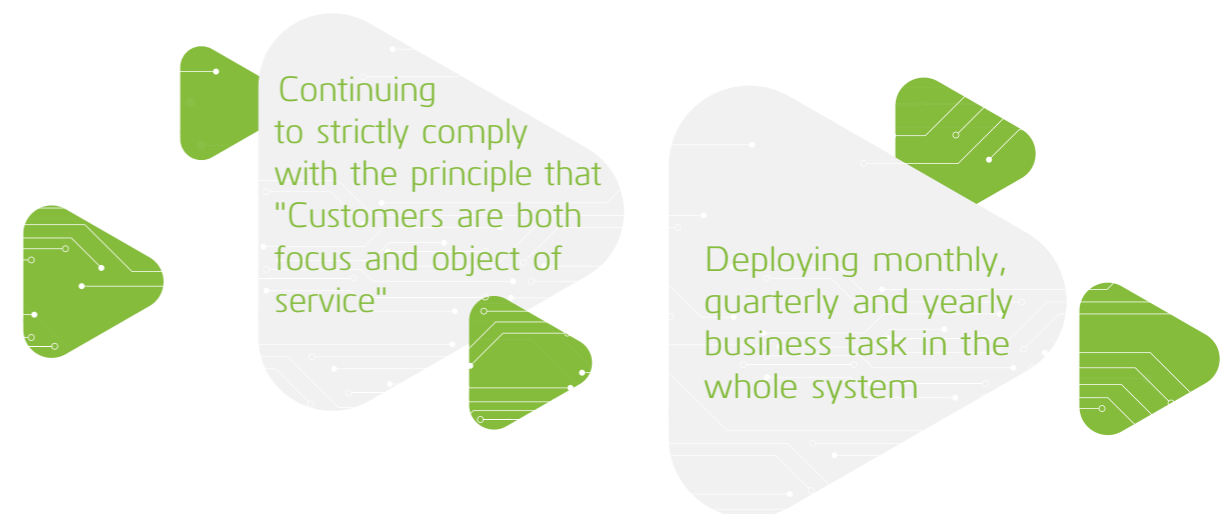 Continuing
to strictly comply
with the principle that
"Customers are both
focus and object of
service"
Deploying monthly,
quarterly and yearly
business task in the
whole system